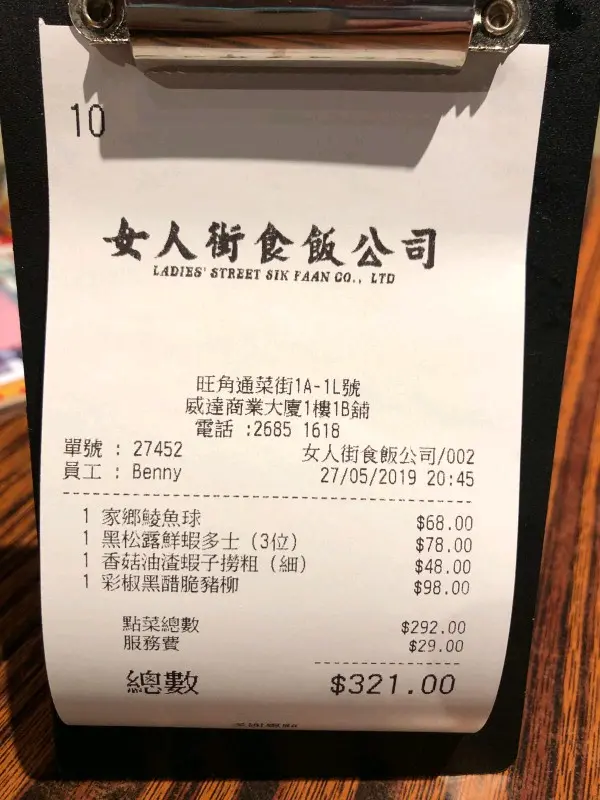 10
女人街食飯公司
LADIES' STREET SIK FAAN CO., LTD
旺角通菜街1A-1L號
威達商業大廈1樓1B舖
電話 :2685 1618
單號 : 27452 女人街食飯公司/002
員工 : Benny 27/05/2019 20:45
1 家鄉鯪魚球 $68.00
1 黑松露鮮蝦多士 (3位) $78.00
1 香菇油渣蝦子撈粗 (細) $48.00
1 彩椒黑醋脆豬柳 $98.00
點菜總數 $292.00
服務費 $29.00
總數 $321.00